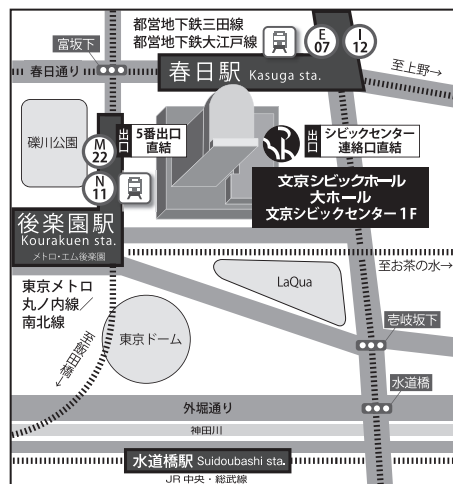 都営地下鉄三田線
都営地下鉄大江戸線
E
07
I
12
富坂下
春日通り
春日駅 Kasuga sta.
至上野→
礫川公園
M
22
N
11
出口
5番出口
直結
出口
シビックセンター
連絡口直結
文京シビックホール
大ホール
文京シビックセンター1F
後楽園駅
Kourakuen sta.
メトロ・エム後楽園
至お茶の水→
東京メトロ
丸ノ内線／
南北線
LaQua
至飯田橋→
東京ドーム
壱岐坂下
水道橋
外堀通り
神田川
水道橋駅 Suidoubashi sta.
JR中央・総武線